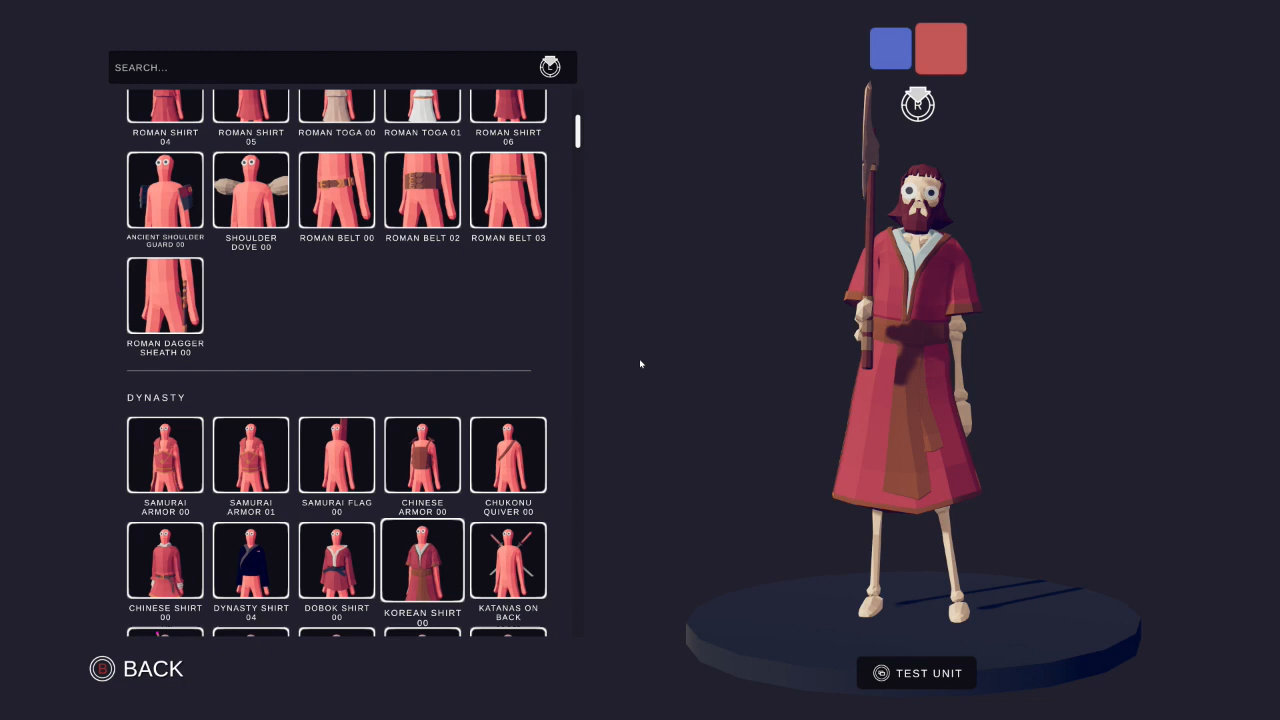 SEARCH...
L
R
ROMAN SHIRT
04
ROMAN SHIRT
05
ROMAN TOGA 00
ROMAN TOGA 01
ROMAN SHIRT
06
ANCIENT SHOULDER
GUARD 00
SHOULDER
DOVE 00
ROMAN BELT 00
ROMAN BELT 02
ROMAN BELT 03
ROMAN DAGGER
SHEATH 00
DYNASTY
SAMURAI
ARMOR 00
SAMURAI
ARMOR 01
SAMURAI FLAG
00
CHINESE
ARMOR 00
CHUKONU
QUIVER 00
CHINESE SHIRT
00
DYNASTY SHIRT
04
DOBOK SHIRT
00
KOREAN SHIRT
00
KATANAS ON
BACK
B BACK
TEST UNIT